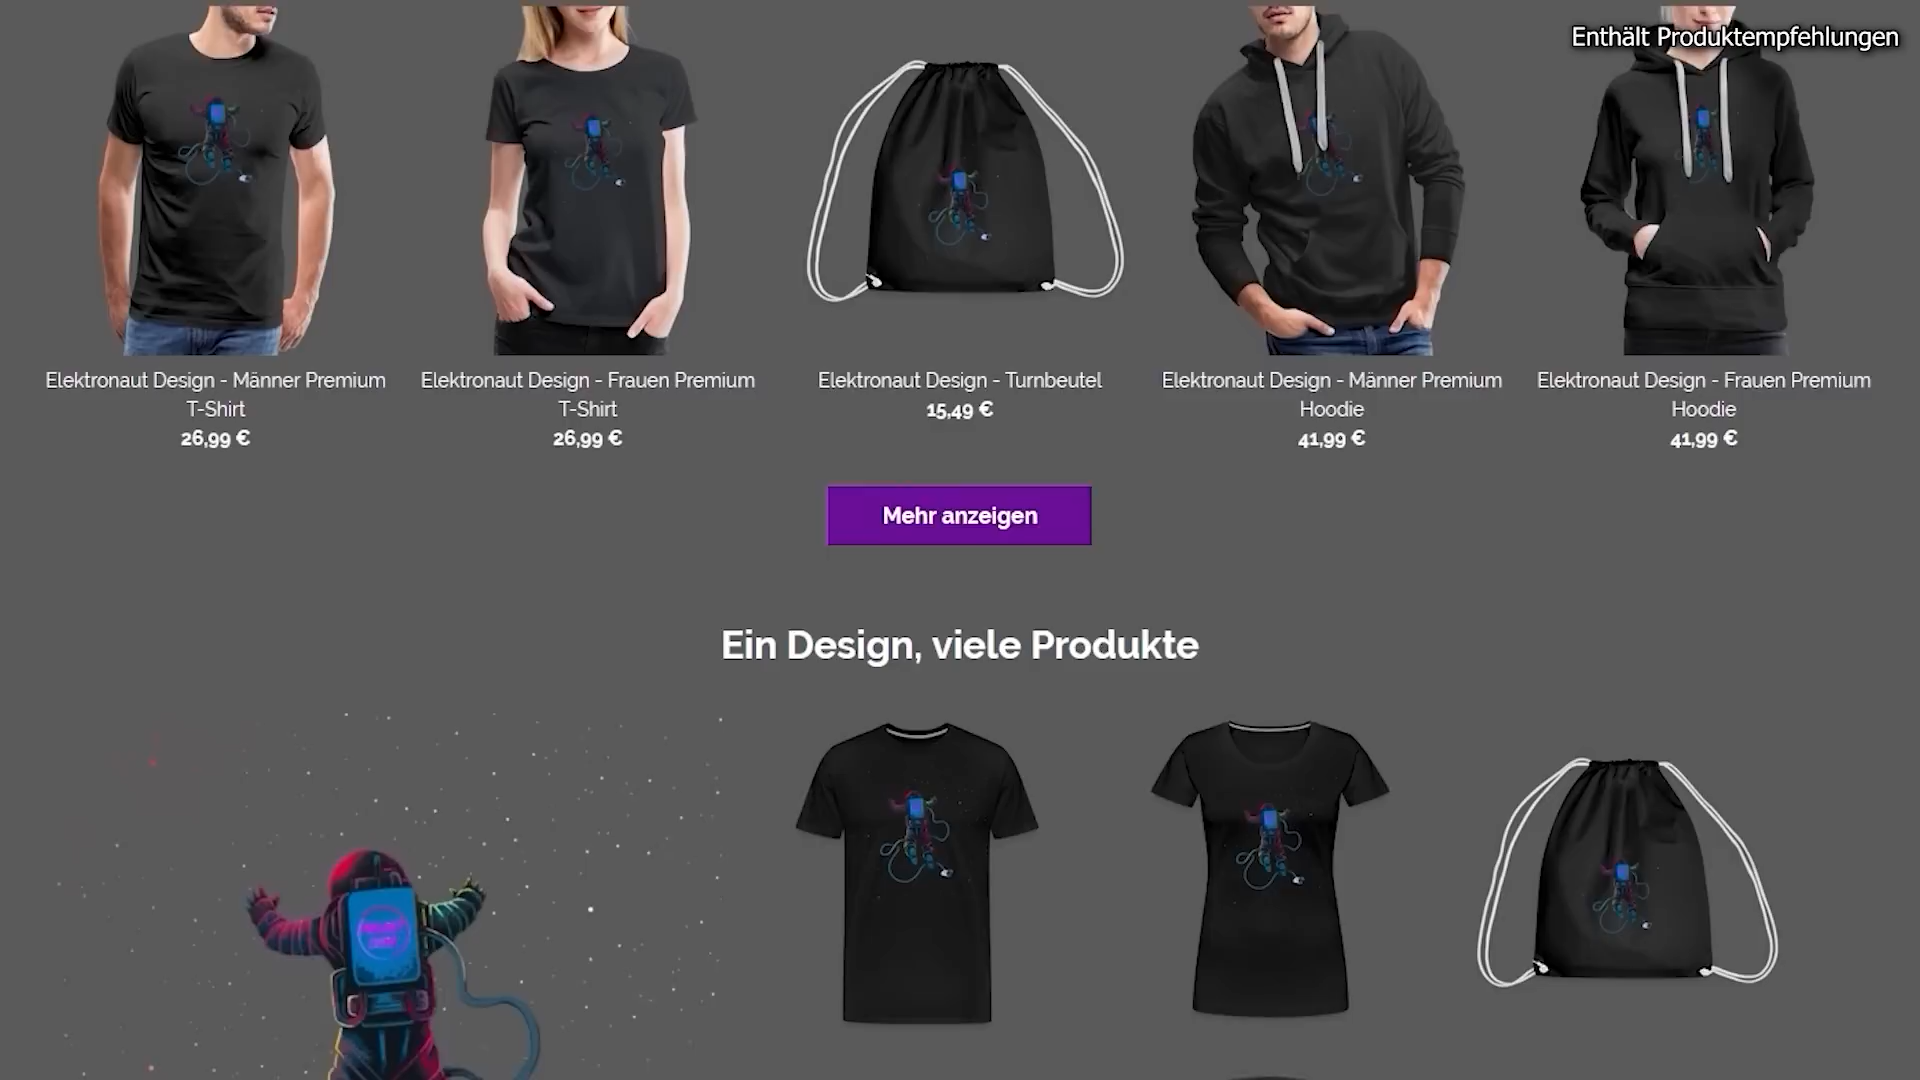 Enthält Produktempfehlungen
Elektronaut Design - Männer Premium
T-Shirt
26,99 €
Elektronaut Design - Frauen Premium
T-Shirt
26,99 €
Elektronaut Design - Turnbeutel
15,49 €
Elektronaut Design - Männer Premium
Hoodie
41,99 €
Elektronaut Design - Frauen Premium
Hoodie
41,99 €
Mehr anzeigen
Ein Design, viele Produkte